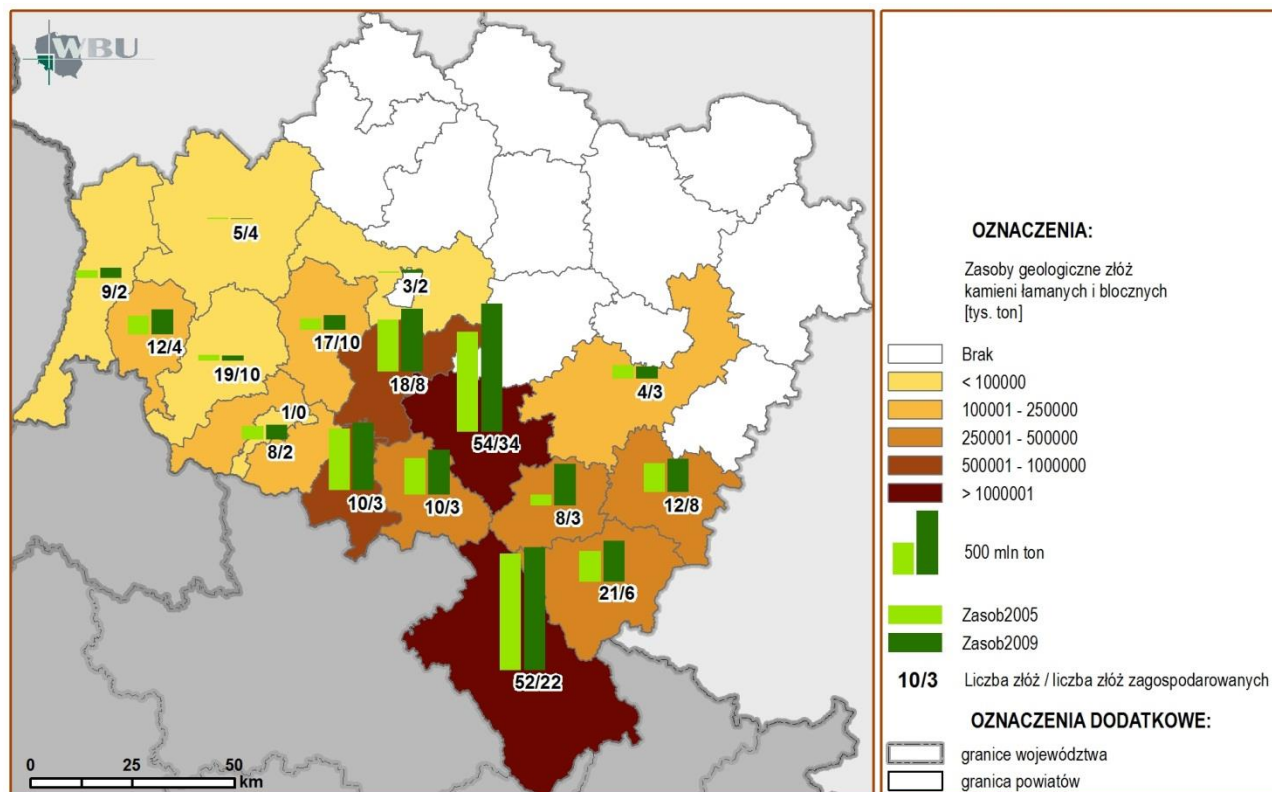 WBU
5/4
9/2
3/2
12/4
17/10
19/10
18/8
4/3
1/0
54/34
8/2
10/3
10/3
8/3
12/8
21/6
52/22
0 25 50
km
OZNACZENIA:
Zasoby geologiczne złóż
kamieni łamanych i blocznych
[tys. ton]
Brak
< 100000
100001 - 250000
250001 - 500000
500001 - 1000000
> 1000001
500 mln ton
Zasob2005
Zasob2009
10/3 Liczba złóż / liczba złóż zagospodarowanych
OZNACZENIA DODATKOWE:
granice województwa
granica powiatów